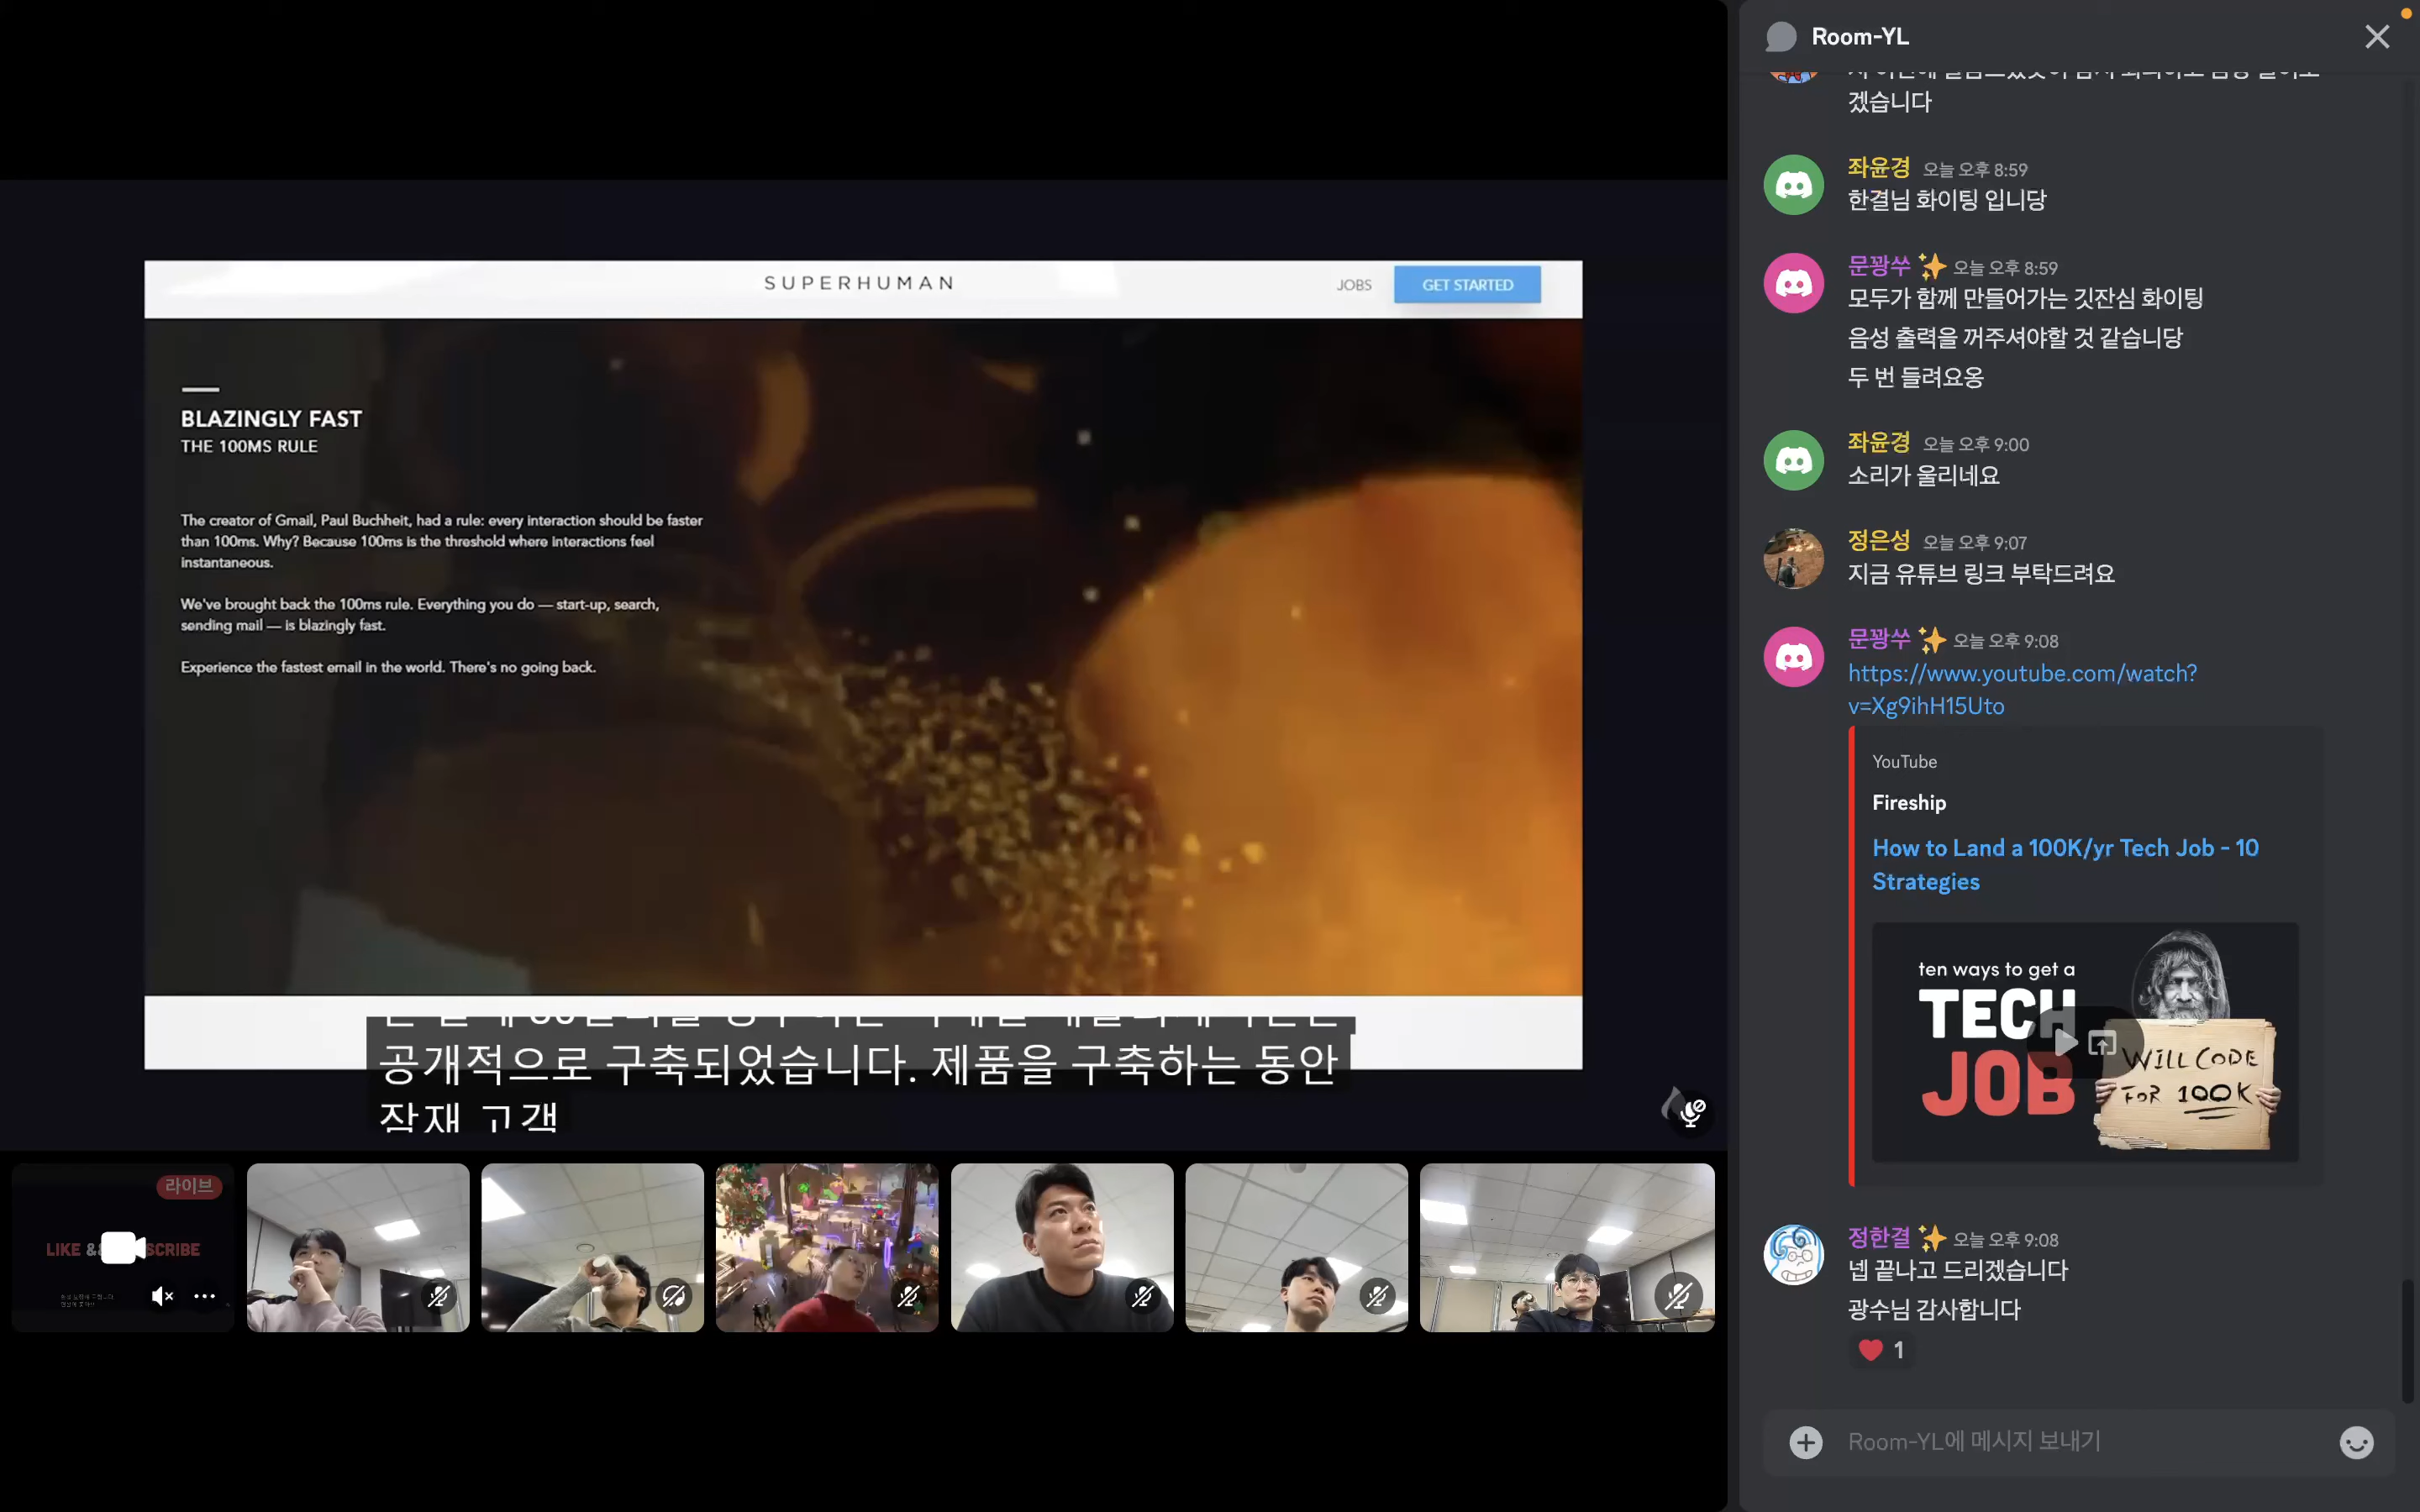 SUPERHUMAN
JOBS
GET STARTED
BLAZINGLY FAST
THE 100MS RULE
The creator of Gmail, Paul Buchheit, had a rule: every interaction should be faster
than 100ms. Why? Because 100ms is the threshold where interactions feel
instantaneous.
We've brought back the 100ms rule. Everything you do — start-up, search,
sending mail — is blazingly fast.
Experience the fastest email in the world. There's no going back.
공개적으로 구축되었습니다. 제품을 구축하는 동안
잠재 고객
라이브
LIKE
SCRIBE
Room-YL
겠습니다
좌윤경 오늘 오후 8:59
한결님 화이팅 입니당
문꽝쑤 ✨ 오늘 오후 8:59
모두가 함께 만들어가는 깃잔심 화이팅
음성 출력을 꺼주셔야할 것 같습니당
두 번 들려요옹
좌윤경 오늘 오후 9:00
소리가 울리네요
정은성 오늘 오후 9:07
지금 유튜브 링크 부탁드려요
문꽝쑤 ✨ 오늘 오후 9:08
https://www.youtube.com/watch?
v=Xg9ihH15Uto
YouTube
Fireship
How to Land a 100K/yr Tech Job - 10
Strategies
ten ways to get a
TECH
JOB
WILL CODE
FOR 100K
정한결 ✨ 오늘 오후 9:08
넵 끝나고 드리겠습니다
광수님 감사합니다
❤️ 1
Room-YL에 메시지 보내기